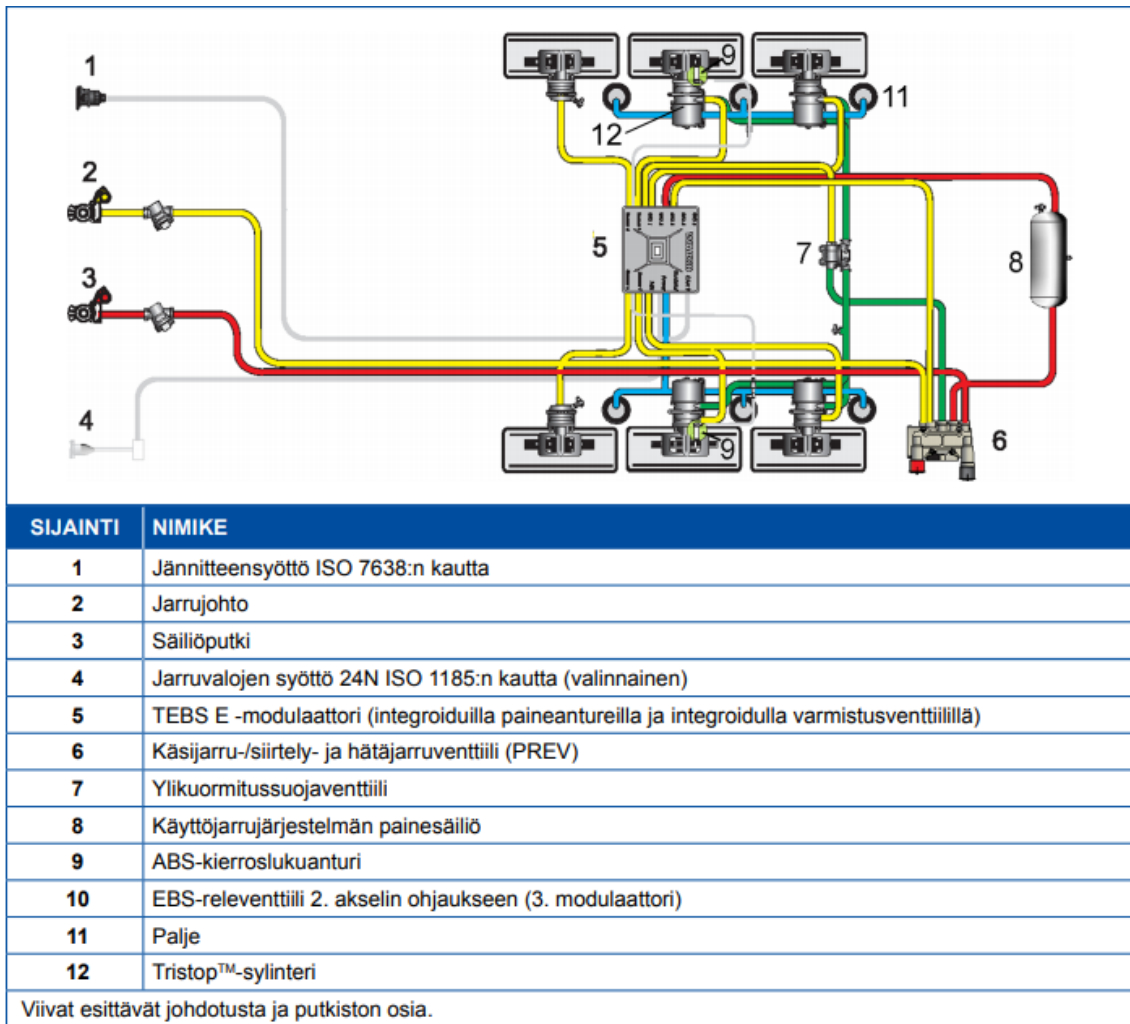 1
9
11
12
2
5
7
8
3
4
9
6
SIJAINTI NIMIKE
1 Jännitteensyöttö ISO 7638:n kautta
2 Jarrujohto
3 Säiliöputki
4 Jarruvalojen syöttö 24N ISO 1185:n kautta (valinnainen)
5 TEBS E -modulaattori (integroiduilla paineantureilla ja integroidulla varmistusventtiilillä)
6 Käsijarru-/siirtely- ja hätäjarruventtiili (PREV)
7 Ylikuormitussuojaventtiili
8 Käyttöjarrujärjestelmän painesäiliö
9 ABS-kierroslukuanturi
10 EBS-releventtiili 2. akselin ohjaukseen (3. modulaattori)
11 Palje
12 Tristop™-sylinteri
Viivat esittävät johdotusta ja putkiston osia.